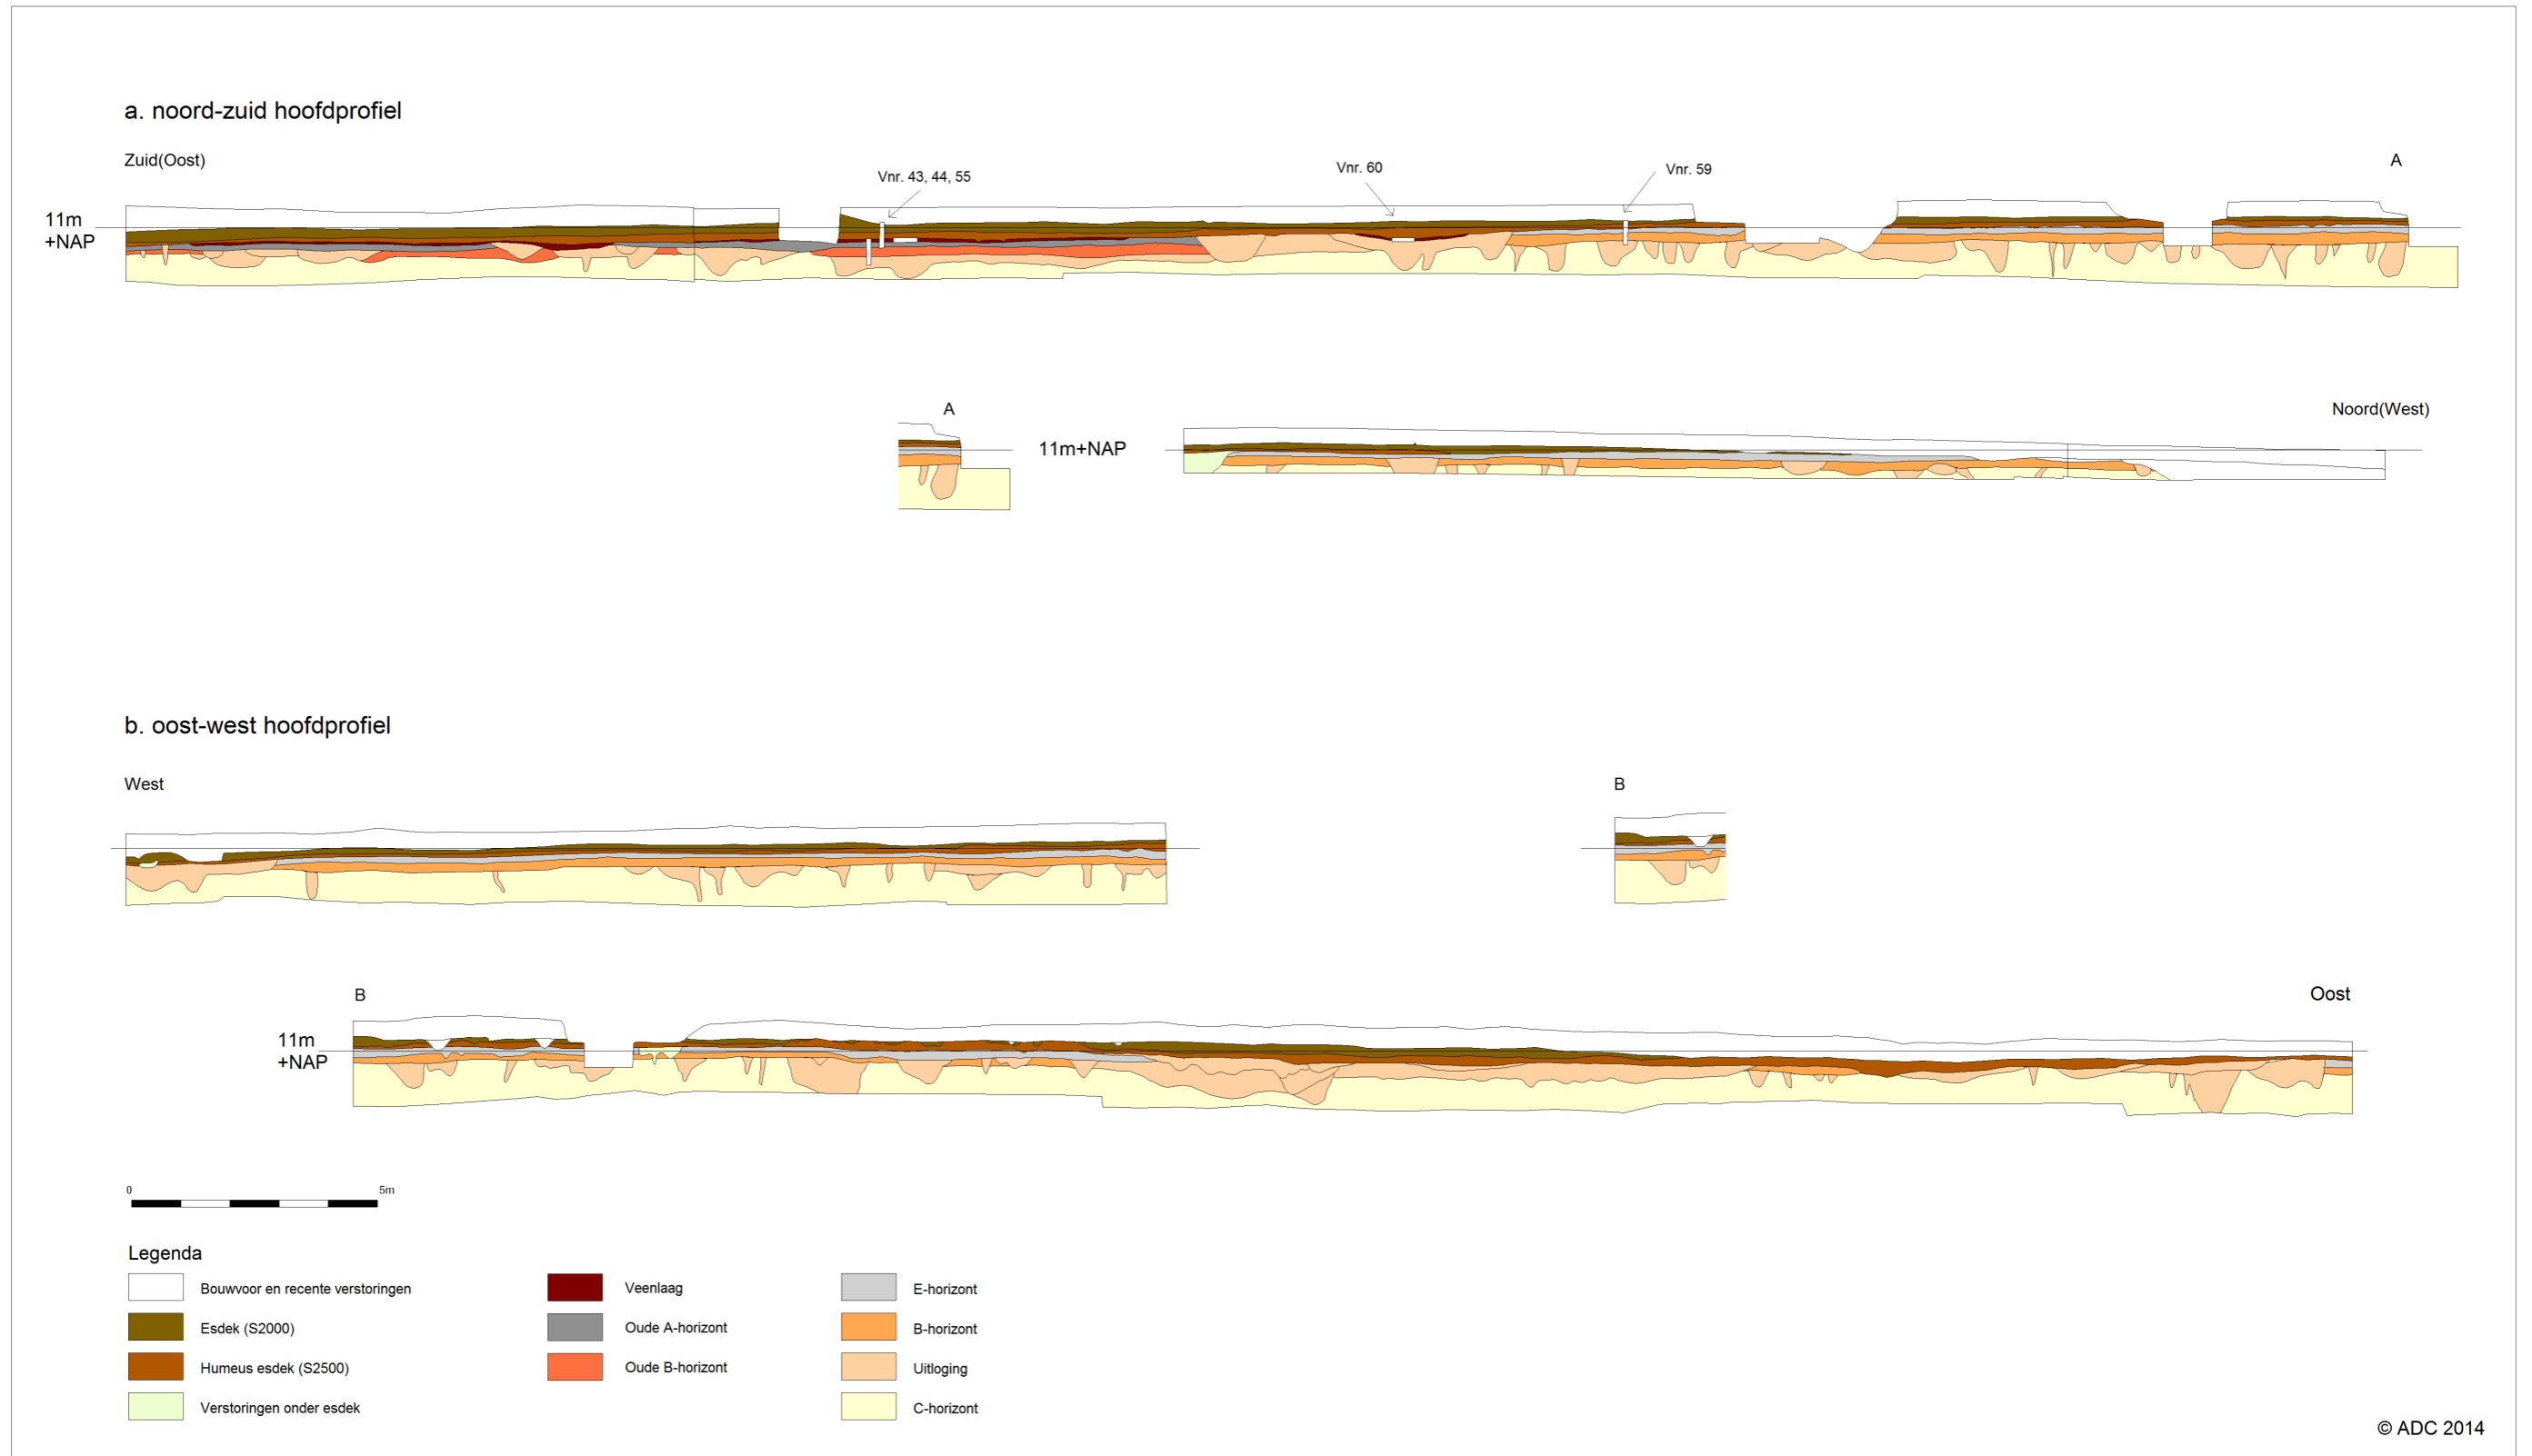 a. noord-zuid hoofdprofiel
Zuid(Oost)
Vnr. 43, 44, 55
Vnr. 60
Vnr. 59
A
11m
+NAP
A
11m+NAP
Noord(West)
b. oost-west hoofdprofiel
West
B
B
Oost
11m
+NAP
0
5m
Legenda
Bouwvoor en recente verstoringen
Esdek (S2000)
Humeus esdek (S2500)
Verstoringen onder esdek
Veenlaag
Oude A-horizont
Oude B-horizont
E-horizont
B-horizont
Uitloging
C-horizont
© ADC 2014